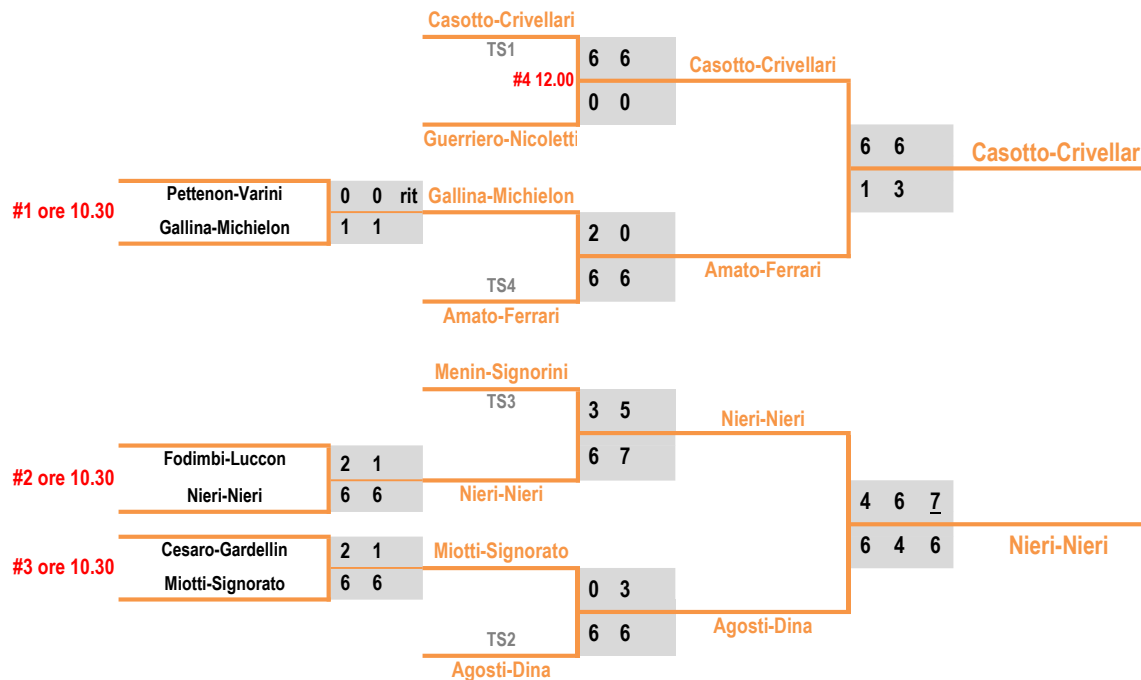 Casotto-Crivellari
TS1
6 6
#4 12.00
Casotto-Crivellari
0 0
Guerriero-Nicoletti
6 6
Casotto-Crivellar
1 3
#1 ore 10.30
Pettenon-Varini
0 0 rit
Gallina-Michielon
Gallina-Michielon
1 1
2 0
Amato-Ferrari
TS4
6 6
Amato-Ferrari
Menin-Signorini
TS3
3 5
Nieri-Nieri
6 7
#2 ore 10.30
Fodimbi-Luccon
2 1
Nieri-Nieri
6 6
Nieri-Nieri
4 6 7
Nieri-Nieri
6 4 6
#3 ore 10.30
Cesaro-Gardellin
2 1
Miotti-Signorato
Miotti-Signorato
6 6
0 3
Agosti-Dina
TS2
6 6
Agosti-Dina